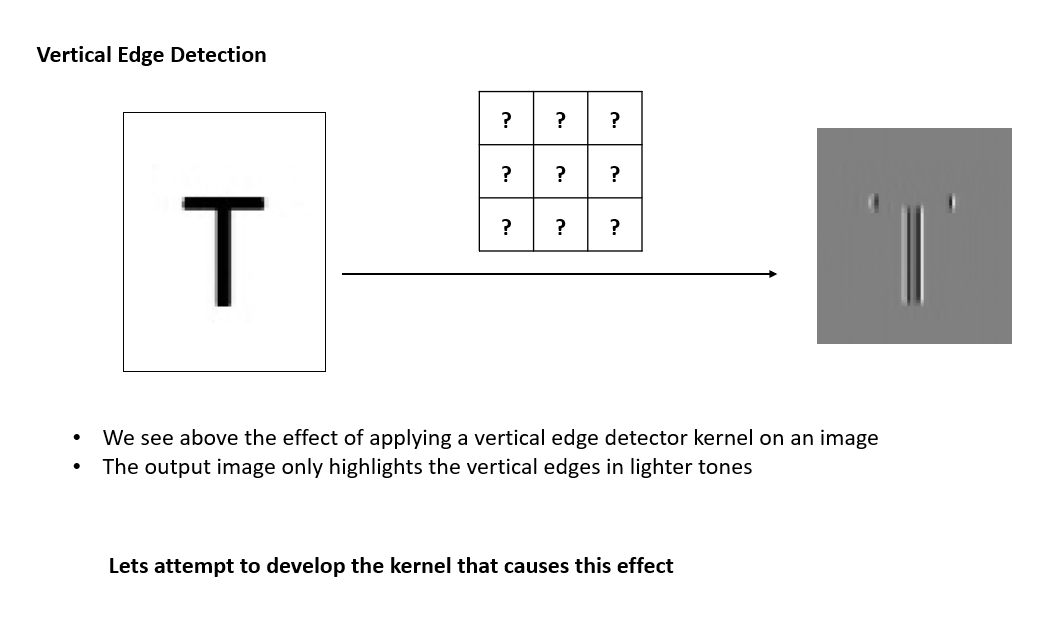 Vertical Edge Detection
T
? ? ?
? ? ?
? ? ?
T
• We see above the effect of applying a vertical edge detector kernel on an image
• The output image only highlights the vertical edges in lighter tones
Lets attempt to develop the kernel that causes this effect